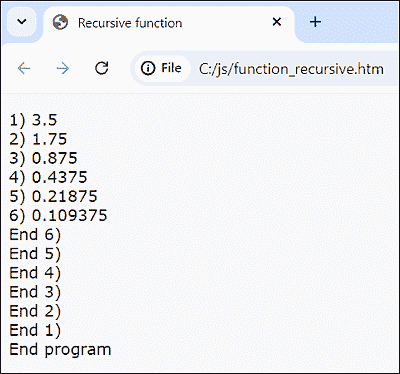 Recursive function
File C:/js/function_recursive.htm
1) 3.5
2) 1.75
3) 0.875
4) 0.4375
5) 0.21875
6) 0.109375
End 6)
End 5)
End 4)
End 3)
End 2)
End 1)
End program